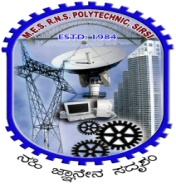 M.E.S. R.N.S. POLYTECHNIC, SIRSI
ESTD. 1984
ನಹಿ ಜ್ಞಾನೇನ ಸದೃಶಂ